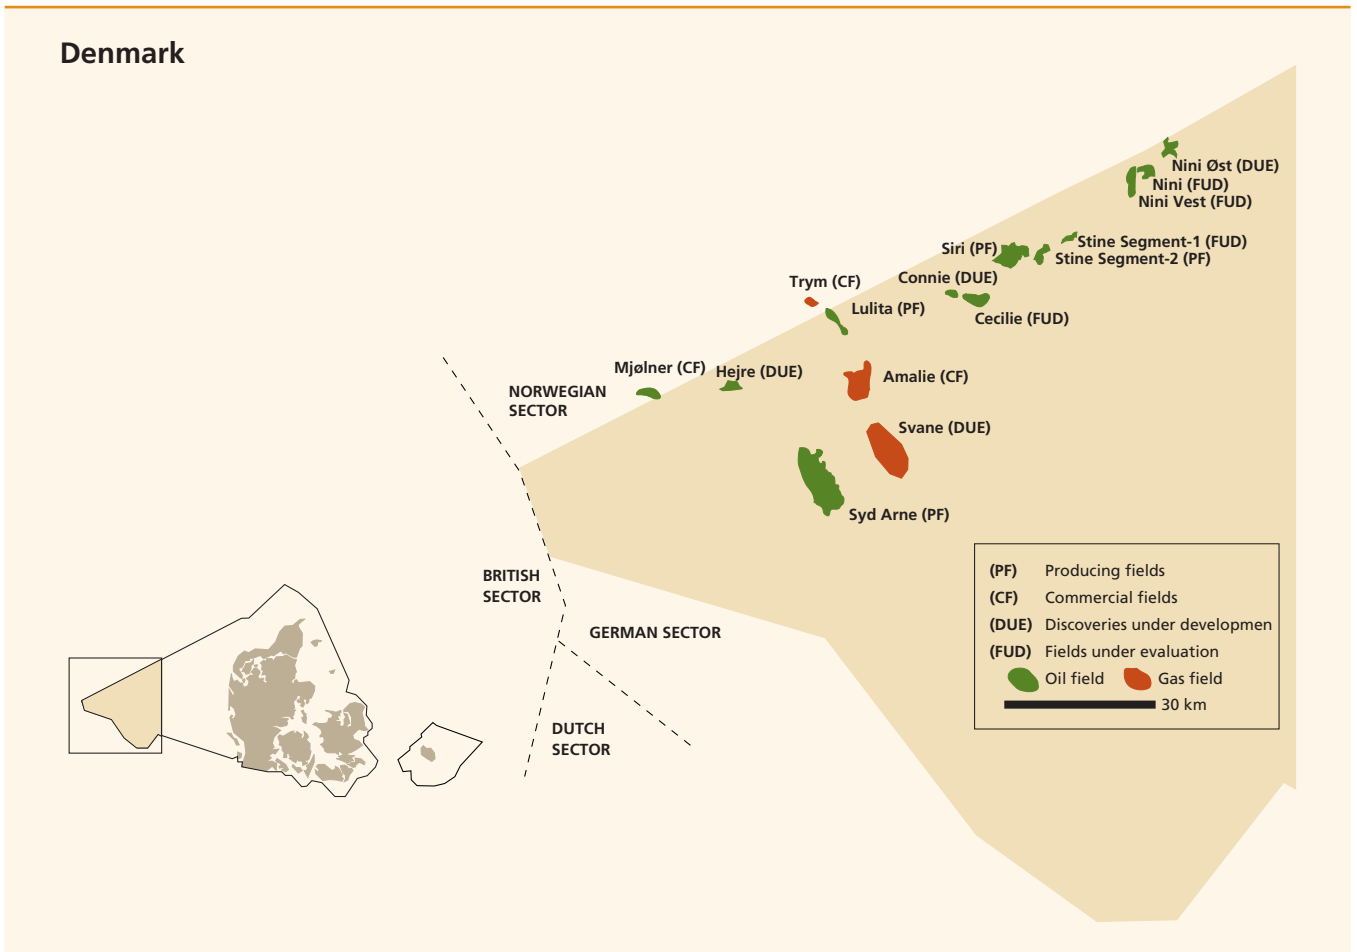 Denmark
Nini Øst (DUE)
Nini (FUD)
Nini Vest (FUD)
Stine Segment-1 (FUD)
Siri (PF)
Stine Segment-2 (PF)
Connie (DUE)
Trym (CF)
Lulita (PF)
Cecilie (FUD)
Mjølner (CF)
Hejre (DUE)
Amalie (CF)
NORWEGIAN
SECTOR
Svane (DUE)
Syd Arne (PF)
BRITISH
SECTOR
GERMAN SECTOR
DUTCH
SECTOR
(PF) Producing fields
(CF) Commercial fields
(DUE) Discoveries under developmen
(FUD) Fields under evaluation
Oil field Gas field
30 km